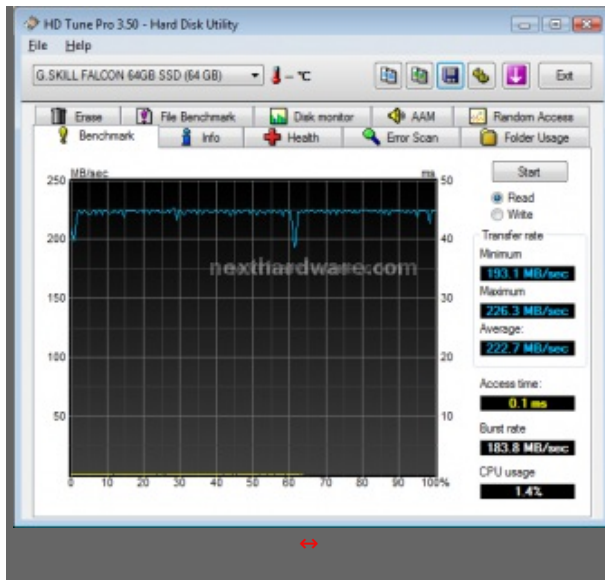 HD Tune Pro 3.50 - Hard Disk Utility
File Help
G.SKILL FALCON 64GB SSD (64 GB) – °C Exit
Erase File Benchmark Disk monitor AAM Random Access
Benchmark Info Health Error Scan Folder Usage
MB/sec ms
250 50
200 40
150 30
100 20
50 10
0 10 20 30 40 50 60 70 80 90 100%
nexthardware.com
Start
Read
Write
Transfer rate
Minimum
193.1 MB/sec
Maximum
226.3 MB/sec
Average:
222.7 MB/sec
Access time:
0.1 ms
Burst rate
183.8 MB/sec
CPU usage
1.4%